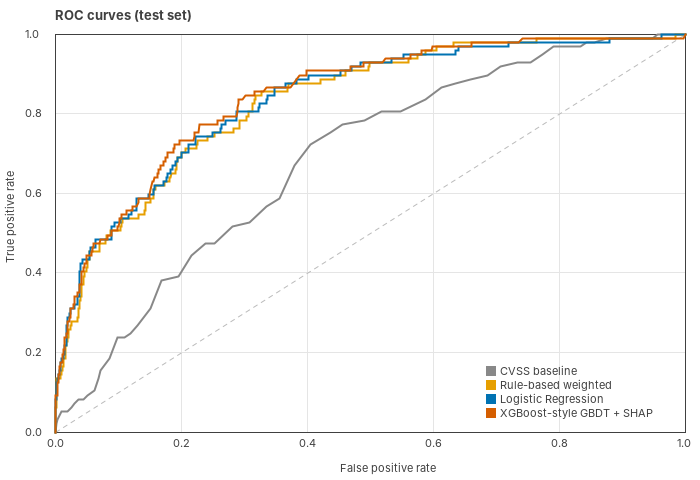 ROC curves (test set)
1.0
0.8
0.6
0.4
0.2
0.0
True positive rate
CVSS baseline
Rule-based weighted
Logistic Regression
XGBoost-style GBDT + SHAP
0.0 0.2 0.4 0.6 0.8 1.0
False positive rate